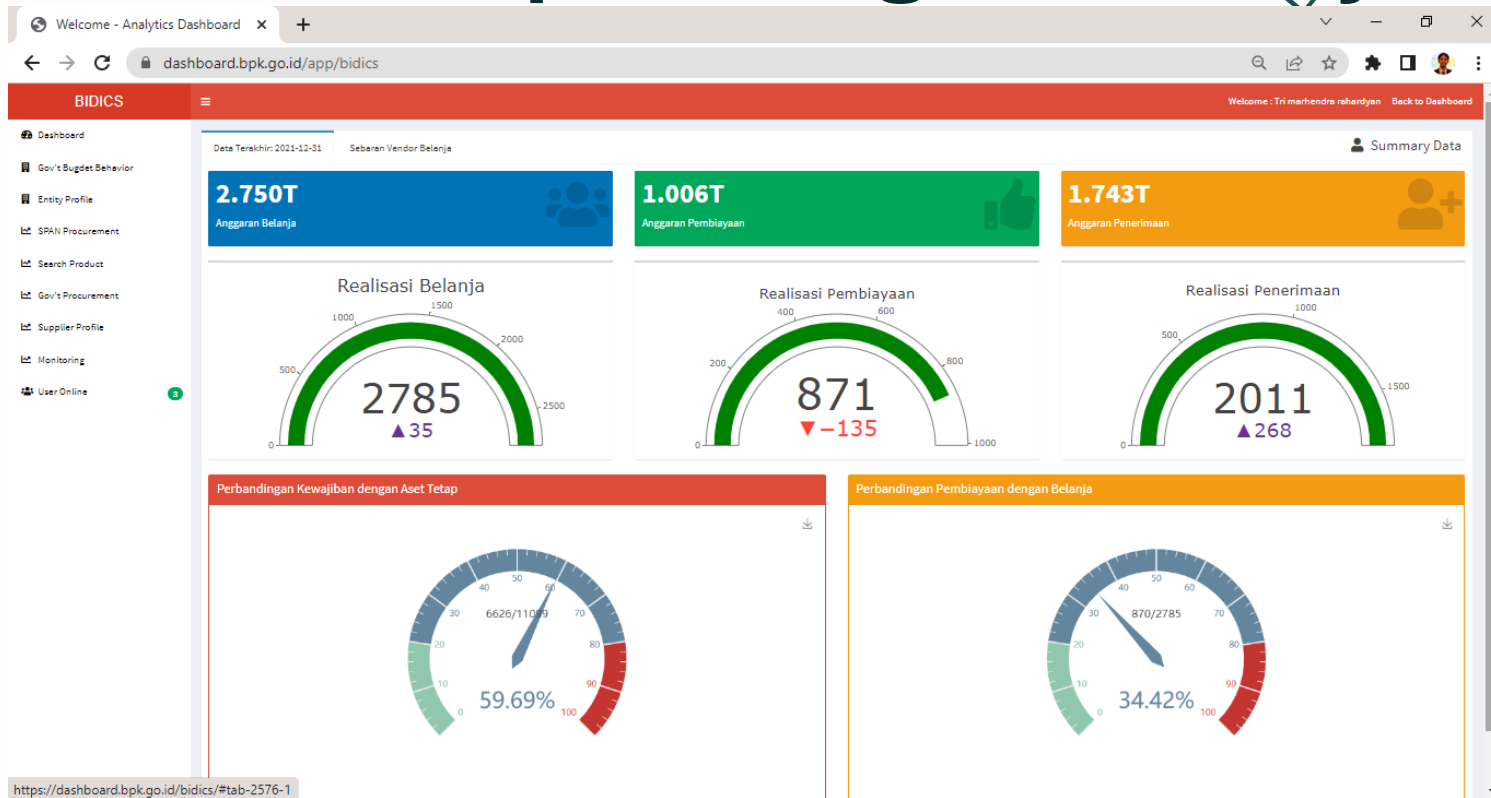 Welcome - Analytics Dashboard
dashboard.bpk.go.id/app/bidics
BIDICS
Welcome : Tri marhendra rahardyan Back to Dashboard
Dashboard
Gov't Bugdet Behavior
Entity Profile
SPAN Procurement
Search Product
Gov't Procurement
Supplier Profile
Monitoring
User Online 3
Data Terakhir: 2021-12-31 Sebaran Vendor Belanja
Summary Data
2.750T
Anggaran Belanja
1.006T
Anggaran Pembiayaan
1.743T
Anggaran Penerimaan
Realisasi Belanja
0 500 1000 1500 2000 2500
2785
▲35
Realisasi Pembiayaan
0 200 400 600 800 1000
871
▼−135
Realisasi Penerimaan
0 500 1000 1500
2011
▲268
Perbandingan Kewajiban dengan Aset Tetap
0 10 20 30 40 50 60 70 80 90 100
6626/11099
59.69%
Perbandingan Pembiayaan dengan Belanja
0 10 20 30 40 50 60 70 80 90 100
870/2785
34.42%
https://dashboard.bpk.go.id/bidics/#tab-2576-1